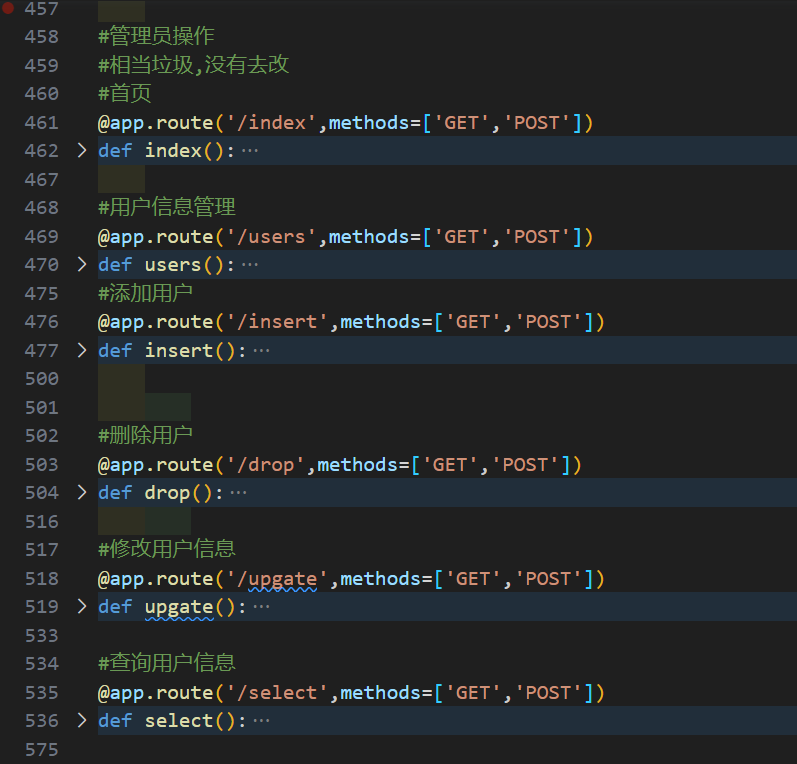 457
458 #管理员操作
459 #相当垃圾,没有去改
460 #首页
461 @app.route('/index',methods=['GET','POST'])
462 > def index():…
467
468 #用户信息管理
469 @app.route('/users',methods=['GET','POST'])
470 > def users():…
475 #添加用户
476 @app.route('/insert',methods=['GET','POST'])
477 > def insert():…
500
501
502 #删除用户
503 @app.route('/drop',methods=['GET','POST'])
504 > def drop():…
516
517 #修改用户信息
518 @app.route('/upgate',methods=['GET','POST'])
519 > def upgate():…
533
534 #查询用户信息
535 @app.route('/select',methods=['GET','POST'])
536 > def select():…
575